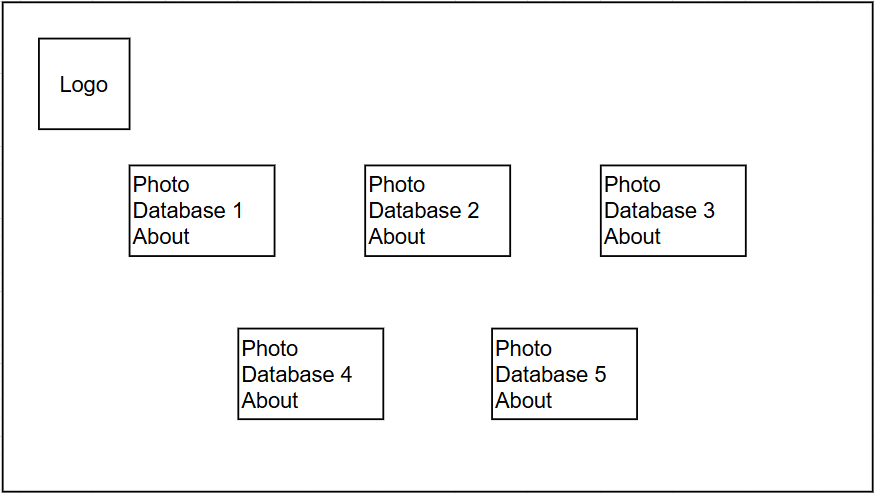 Logo
Photo
Database 1
About
Photo
Database 2
About
Photo
Database 3
About
Photo
Database 4
About
Photo
Database 5
About